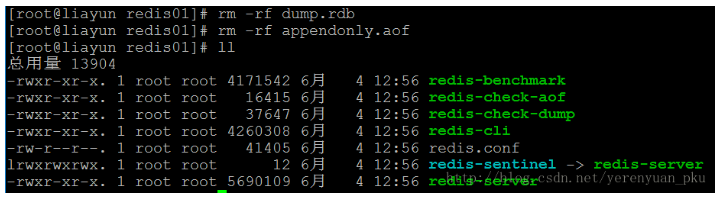 [root@liayun redis01]# rm -rf dump.rdb
[root@liayun redis01]# rm -rf appendonly.aof
[root@liayun redis01]# ll
总用量 13904
-rwxr-xr-x. 1 root root 4171542 6月 4 12:56 redis-benchmark
-rwxr-xr-x. 1 root root 16415 6月 4 12:56 redis-check-aof
-rwxr-xr-x. 1 root root 37647 6月 4 12:56 redis-check-dump
-rwxr-xr-x. 1 root root 4260308 6月 4 12:56 redis-cli
-rw-r--r--. 1 root root 41405 6月 4 12:56 redis.conf
lrwxrwxrwx. 1 root root 12 6月 4 12:56 redis-sentinel -> redis-server
-rwxr-xr-x. 1 root root 5690109 6月 4 12:56 redis-server
http://blog.csdn.net/yerenyuan_pku